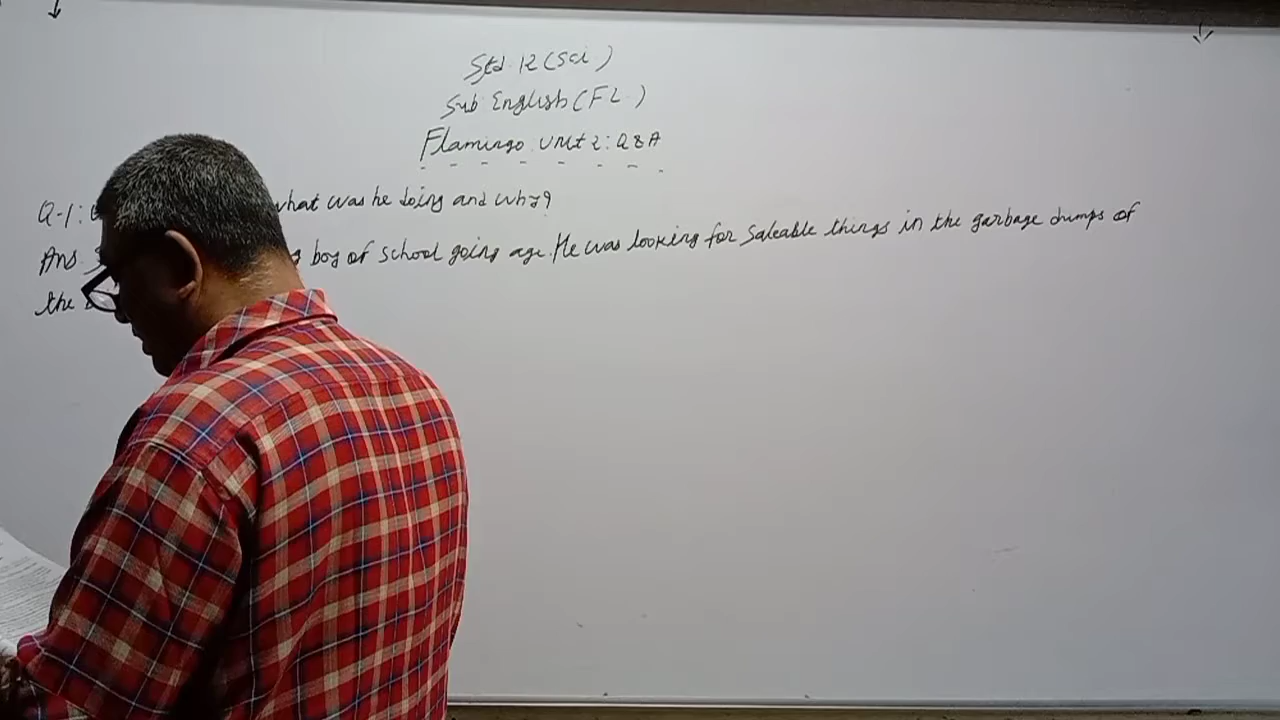 Std 12 (Sci)
Sub English (FL)
Flamingo Unit 2: Q & A
Q-1: what was he doing and why?
Ans. boy of school going age. He was looking for saleable things in the garbage dumps of
the